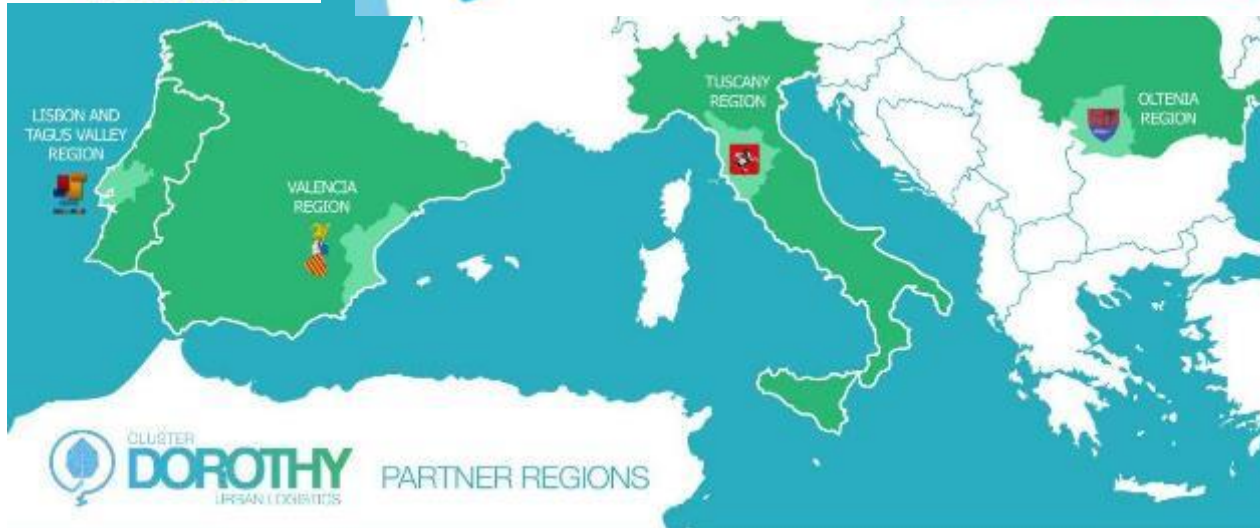 LISBON AND
TAGUS VALLEY
REGION
VALENCIA
REGION
TUSCANY
REGION
OLTENIA
REGION
CLUSTER
DOROTHY
URBAN LOGISTICS
PARTNER REGIONS